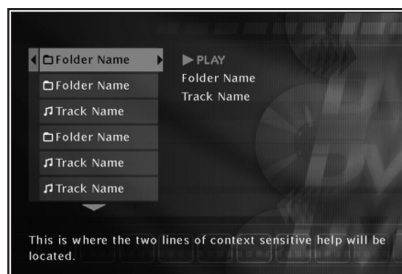 Folder Name
Folder Name
Track Name
Folder Name
Track Name
Track Name
PLAY
Folder Name
Track Name
This is where the two lines of context sensitive help will be
located.